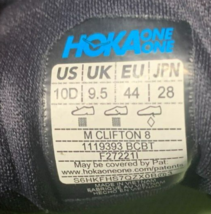 HOKA ONE ONE
US UK EU JPN
10D 9.5 44 28
M CLIFTON 8
1119393 BCBT
F27221I
May be covered by Pat
www.hokaoneone.com/patents